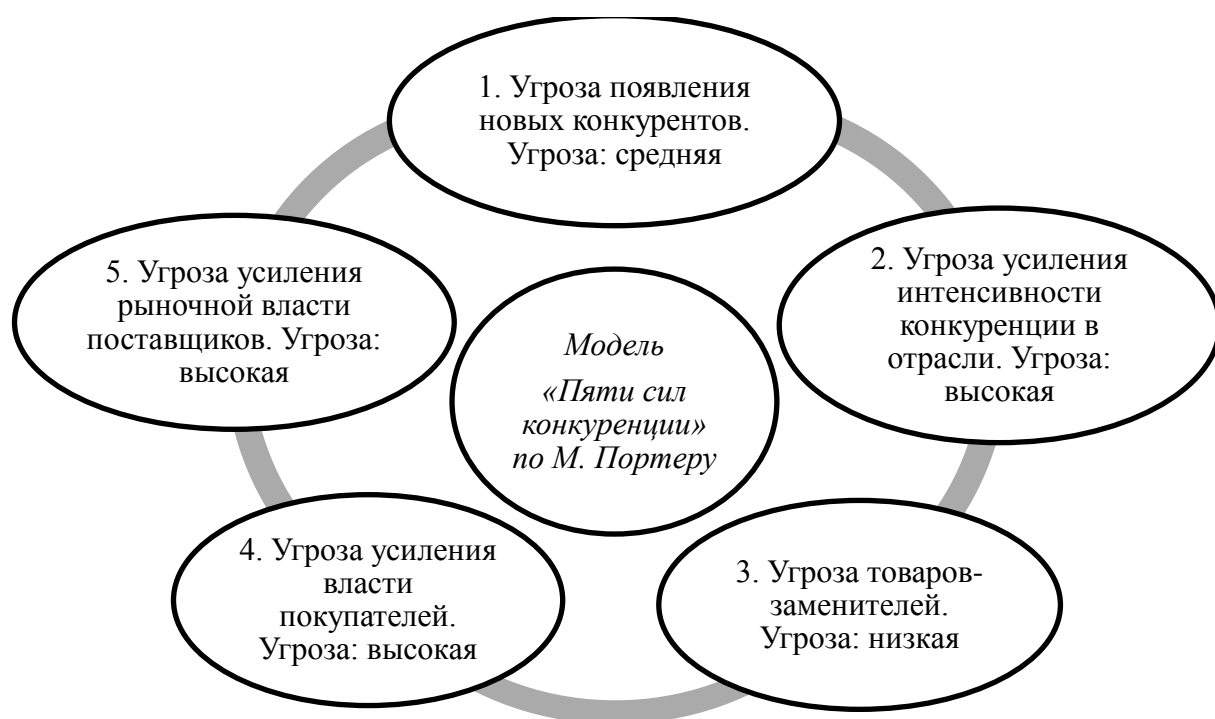 1. Угроза появления
новых конкурентов.
Угроза: средняя
2. Угроза усиления
интенсивности
конкуренции в
отрасли. Угроза:
высокая
3. Угроза товаров-
заменителей.
Угроза: низкая
4. Угроза усиления
власти
покупателей.
Угроза: высокая
5. Угроза усиления
рыночной власти
поставщиков. Угроза:
высокая
Модель
«Пяти сил
конкуренции»
по М. Портеру